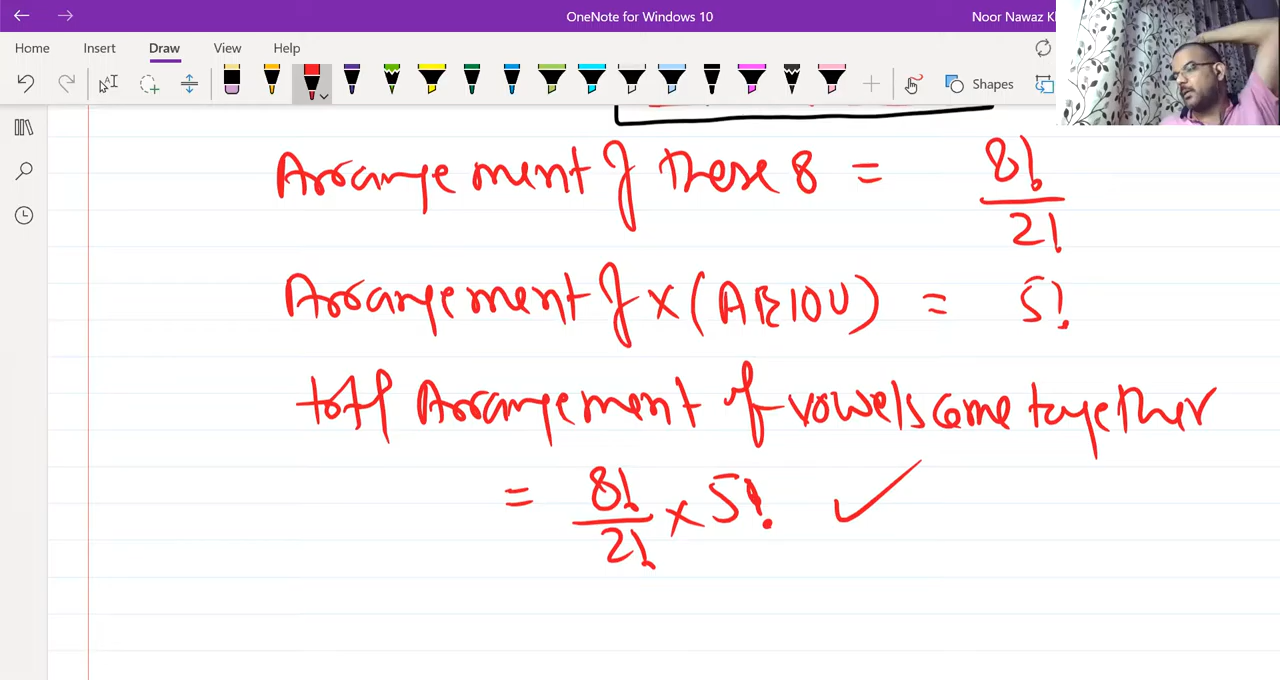 OneNote for Windows 10
Noor Nawaz Kh
Home Insert Draw View Help
Shapes
Arrangement of these 8 = 8!/2!
Arrangement of x (AEIOU) = 5!
Arrangement of vowels come together
= 8!/2! x 5! ✓